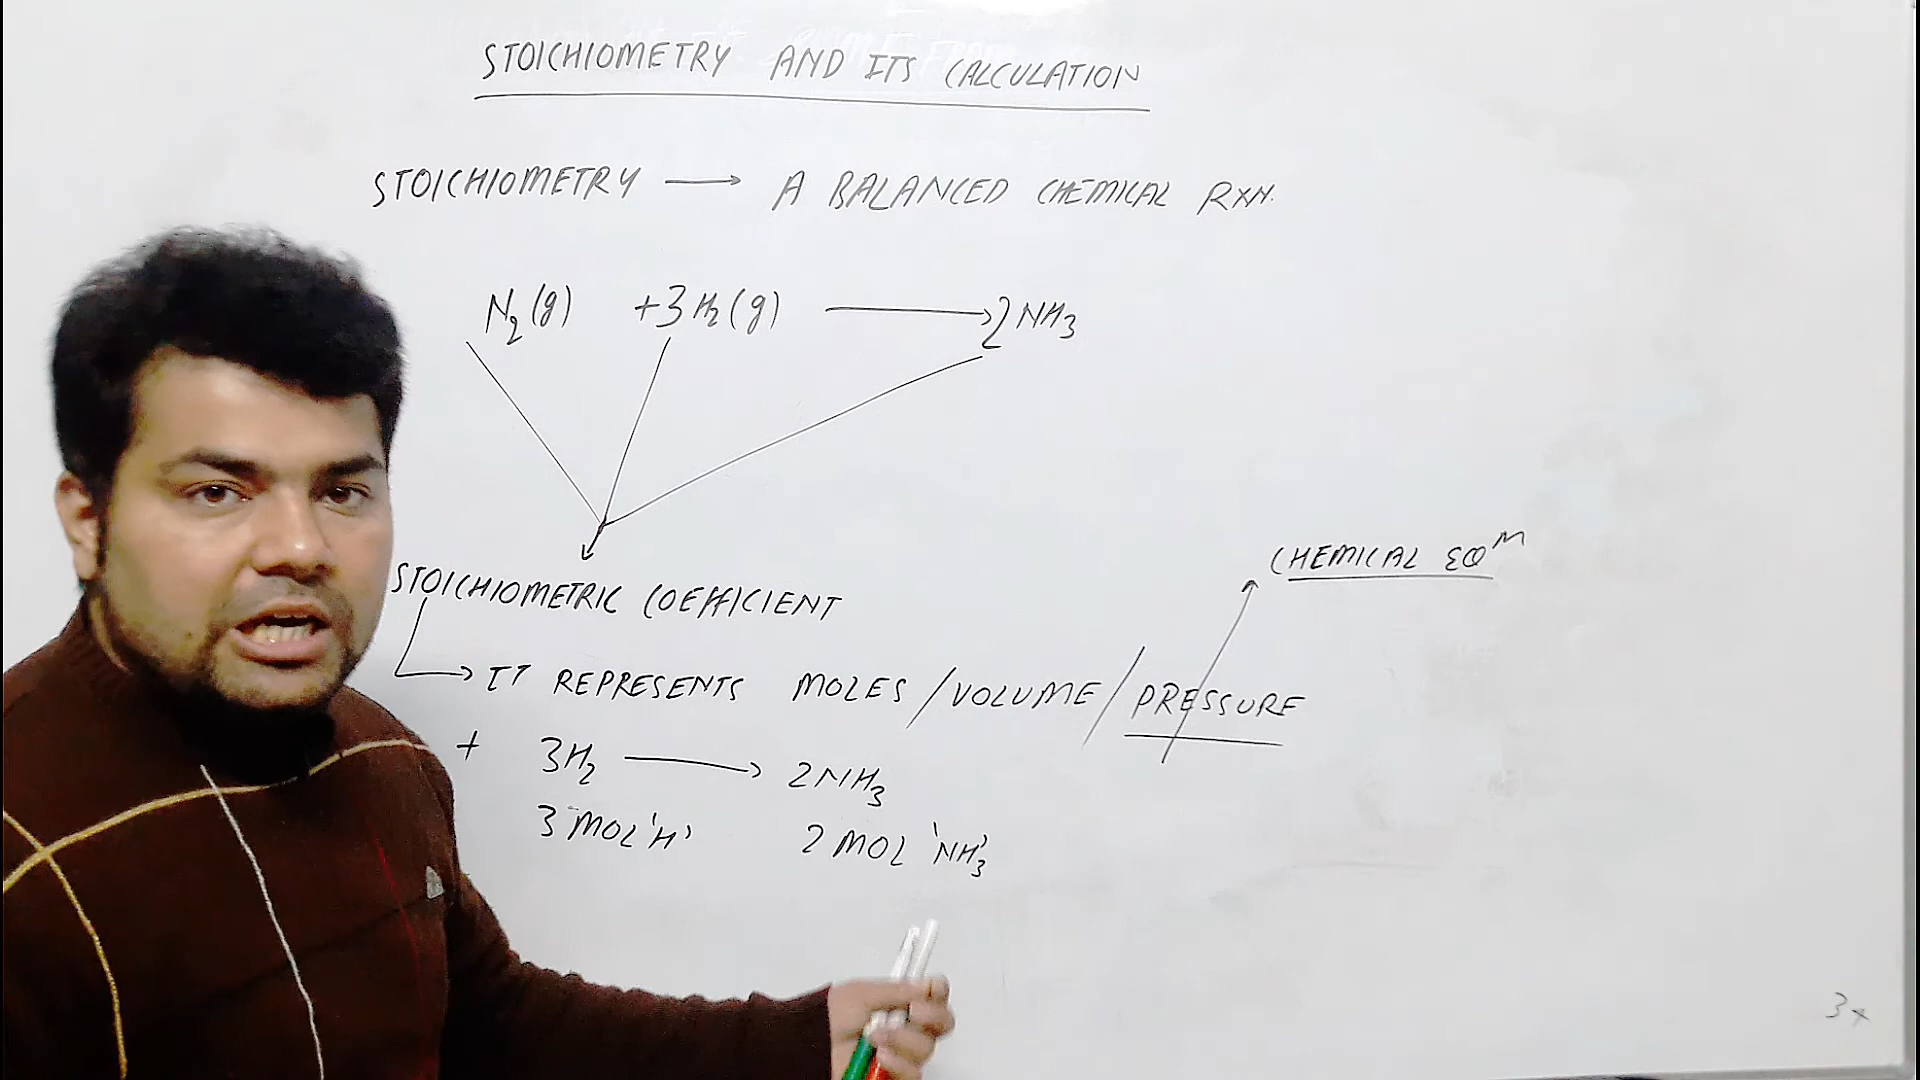 STOICHIOMETRY AND ITS CALCULATION
STOICHIOMETRY → A BALANCED CHEMICAL RXN.
N₂(g) +3H₂(g) → 2NH₃
CHEMICAL EQᴹ
STOICHIOMETRIC COEFFICIENT
→ IT REPRESENTS MOLES/VOLUME/PRESSURE
+ 3H₂ → 2NH₃
3 MOL 'H' 2 MOL 'NH₃'